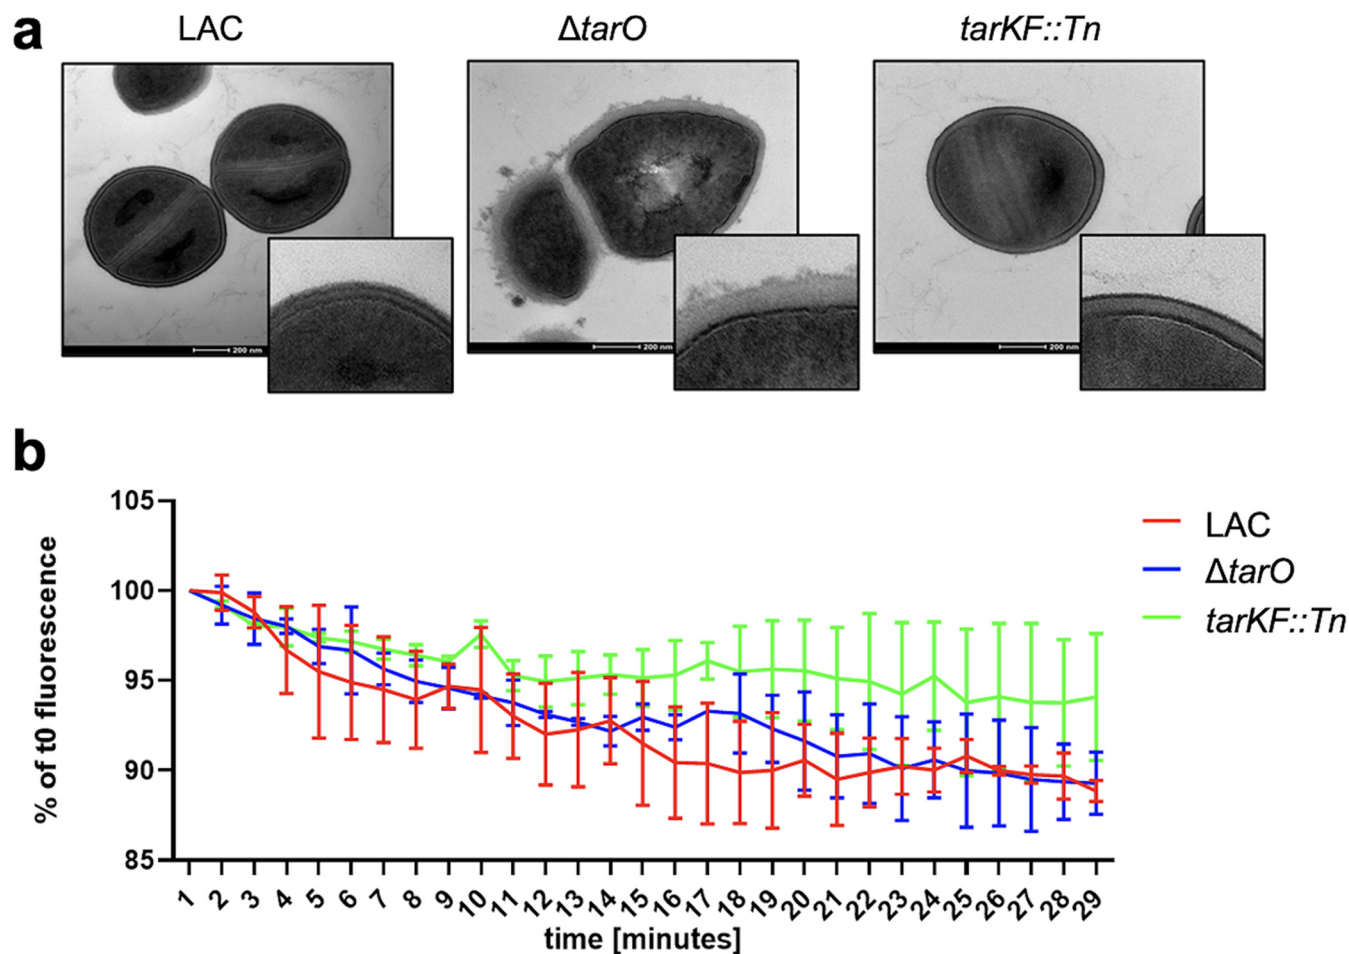 a
LAC
ΔtarO
tarKF::Tn
200 nm
200 nm
200 nm
b
% of t0 fluorescence
105
100
95
90
85
1 2 3 4 5 6 7 8 9 10 11 12 13 14 15 16 17 18 19 20 21 22 23 24 25 26 27 28 29
time [minutes]
LAC
ΔtarO
tarKF::Tn